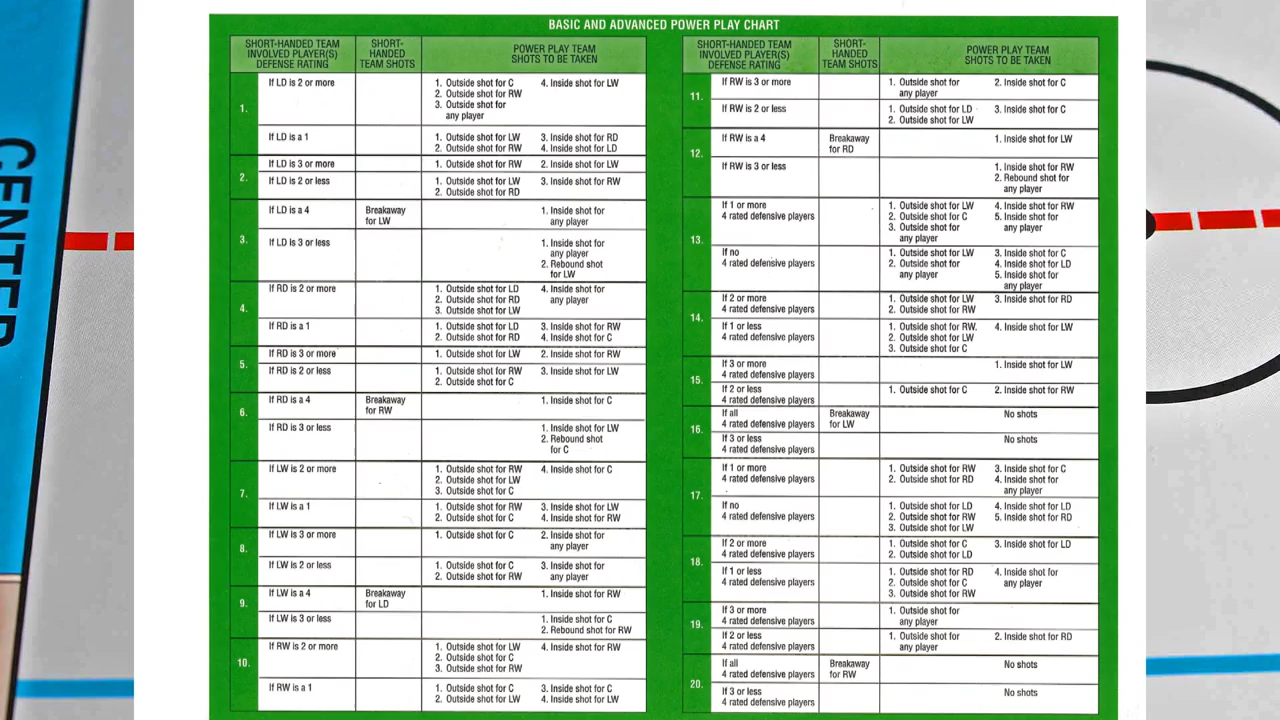 CENTER
BASIC AND ADVANCED POWER PLAY CHART
SHORT-HANDED TEAM
INVOLVED PLAYER(S)
DEFENSE RATING
SHORT-
HANDED
TEAM SHOTS
POWER PLAY TEAM
SHOTS TO BE TAKEN
1.
If LD is 2 or more
1. Outside shot for C
2. Outside shot for RW
3. Outside shot for
any player
4. Inside shot for LW
If LD is a 1
1. Outside shot for LW
2. Outside shot for RW
3. Inside shot for RD
4. Inside shot for LD
2.
If LD is 3 or more
1. Outside shot for RW
2. Inside shot for LW
If LD is 2 or less
1. Outside shot for LW
2. Outside shot for RD
3. Inside shot for RW
3.
If LD is a 4
Breakaway
for LW
1. Inside shot for
any player
If LD is 3 or less
1. Inside shot for
any player
2. Rebound shot
for LW
4.
If RD is 2 or more
1. Outside shot for LD
2. Outside shot for RD
3. Outside shot for LW
4. Inside shot for
any player
If RD is a 1
1. Outside shot for LD
2. Outside shot for RD
3. Inside shot for RW
4. Inside shot for C
5.
If RD is 3 or more
1. Outside shot for LW
2. Inside shot for RW
If RD is 2 or less
1. Outside shot for RW
2. Outside shot for C
3. Inside shot for LW
6.
If RD is a 4
Breakaway
for RW
1. Inside shot for C
If RD is 3 or less
1. Inside shot for LW
2. Rebound shot
for C
7.
If LW is 2 or more
1. Outside shot for RW
2. Outside shot for LW
3. Outside shot for C
4. Inside shot for C
If LW is a 1
1. Outside shot for RW
2. Outside shot for C
3. Inside shot for LW
4. Inside shot for RW
8.
If LW is 3 or more
1. Outside shot for C
2. Inside shot for
any player
If LW is 2 or less
1. Outside shot for C
2. Outside shot for RW
3. Inside shot for
any player
9.
If LW is a 4
Breakaway
for LD
1. Inside shot for RW
If LW is 3 or less
1. Inside shot for C
2. Rebound shot for RW
10.
If RW is 2 or more
1. Outside shot for LW
2. Outside shot for C
3. Outside shot for RW
4. Inside shot for RW
If RW is a 1
1. Outside shot for C
2. Outside shot for LW
3. Inside shot for C
4. Inside shot for LW
SHORT-HANDED TEAM
INVOLVED PLAYER(S)
DEFENSE RATING
SHORT-
HANDED
TEAM SHOTS
POWER PLAY TEAM
SHOTS TO BE TAKEN
11.
If RW is 3 or more
1. Outside shot for
any player
2. Inside shot for C
If RW is 2 or less
1. Outside shot for LD
2. Outside shot for LW
3. Inside shot for C
12.
If RW is a 4
Breakaway
for RD
1. Inside shot for LW
If RW is 3 or less
1. Inside shot for RW
2. Rebound shot for
any player
13.
If 1 or more
4 rated defensive players
1. Outside shot for LW
2. Outside shot for C
3. Outside shot for
any player
4. Inside shot for RW
5. Inside shot for
any player
If no
4 rated defensive players
1. Outside shot for LW
2. Outside shot for
any player
3. Inside shot for C
4. Inside shot for LD
5. Inside shot for
any player
14.
If 2 or more
4 rated defensive players
1. Outside shot for LW
2. Outside shot for RW
3. Inside shot for RD
If 1 or less
4 rated defensive players
1. Outside shot for RW.
2. Outside shot for LW
3. Outside shot for C
4. Inside shot for LW
15.
If 3 or more
4 rated defensive players
1. Inside shot for LW
If 2 or less
4 rated defensive players
1. Outside shot for C
2. Inside shot for RW
16.
If all
4 rated defensive players
Breakaway
for LW
No shots
If 3 or less
4 rated defensive players
No shots
17.
If 1 or more
4 rated defensive players
1. Outside shot for RW
2. Outside shot for RD
3. Inside shot for C
4. Inside shot for
any player
If no
4 rated defensive players
1. Outside shot for LD
2. Outside shot for RW
3. Outside shot for LW
4. Inside shot for LD
5. Inside shot for RD
18.
If 2 or more
4 rated defensive players
1. Outside shot for C
2. Outside shot for LD
3. Inside shot for LD
If 1 or less
4 rated defensive players
1. Outside shot for RD
2. Outside shot for C
3. Outside shot for RW
4. Inside shot for
any player
19.
If 3 or more
4 rated defensive players
1. Outside shot for
any player
If 2 or less
4 rated defensive players
1. Outside shot for
any player
2. Inside shot for RD
20.
If all
4 rated defensive players
Breakaway
for RW
No shots
If 3 or less
4 rated defensive players
No shots